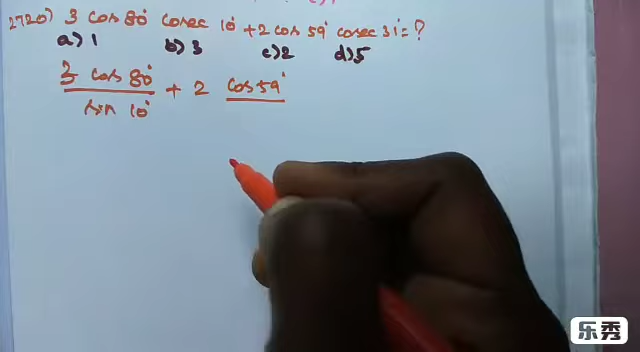 2720) 3 cos 80° cosec 10° + 2 cos 59° cosec 31° = ?
a) 1 b) 3 c) 2 d) 5
3 cos 80° / sin 10° + 2 cos 59°
乐秀